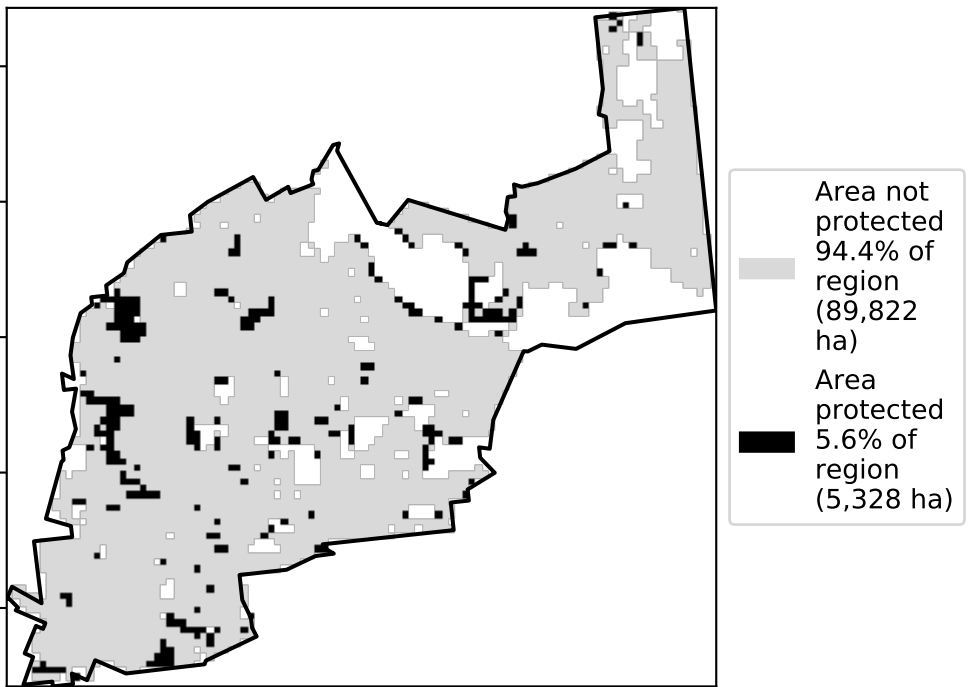 Area not
protected
94.4% of
region
(89,822
ha)
Area
protected
5.6% of
region
(5,328 ha)